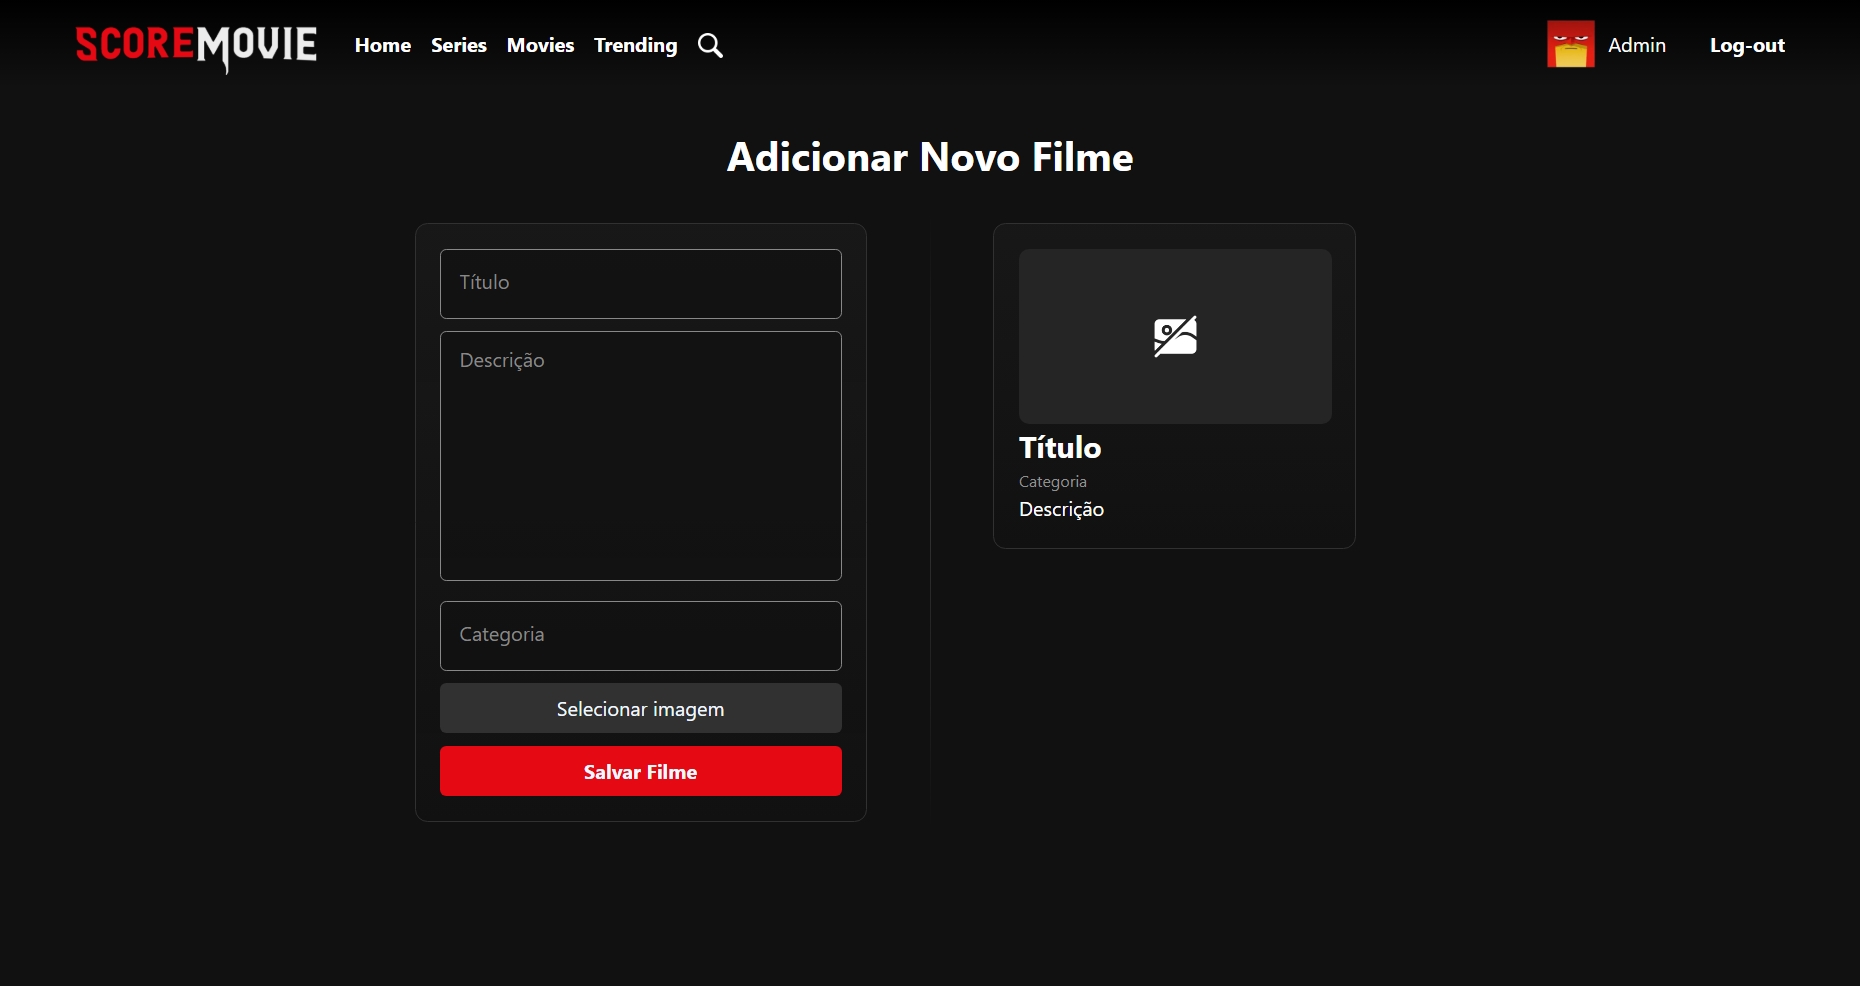 SCOREMOVIE Home Series Movies Trending Admin Log-out
Adicionar Novo Filme
Título
Descrição
Categoria
Selecionar imagem
Salvar Filme
Título
Categoria
Descrição